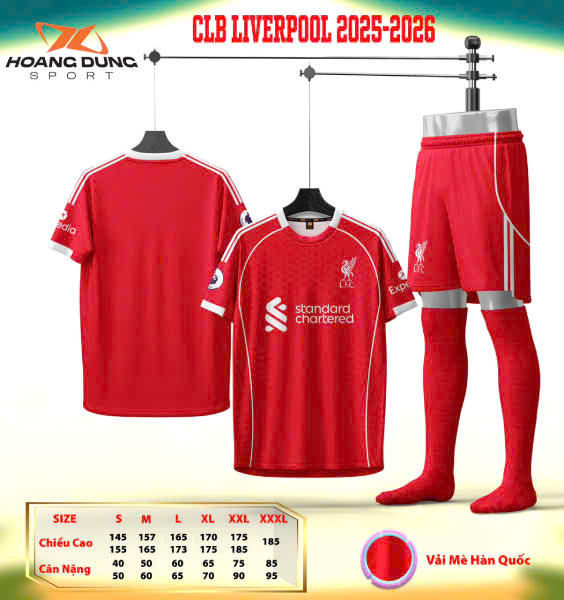 CLB LIVERPOOL 2025-2026
HOANG DUNG
SPORT
pedia
L.F.C.
standard
chartered
Exp
L.F.C.
SIZE S M L XL XXL XXXL
Chiều Cao 145 157 165 170 175 185
155 165 173 175 185
Cân Nặng 40 50 60 65 75 85
50 60 65 70 90 95
Vải Mè Hàn Quốc